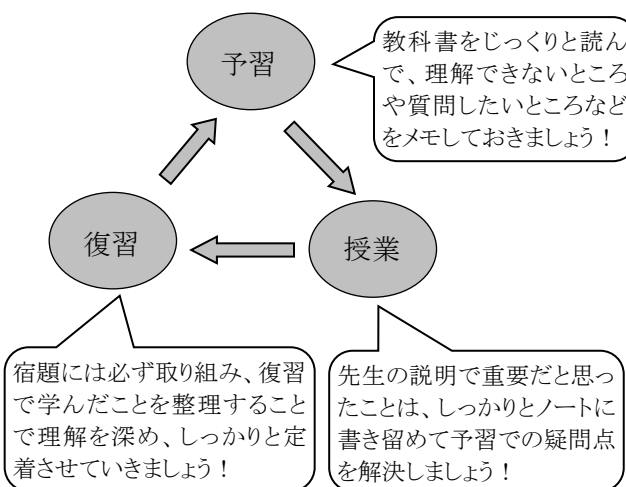 予習
教科書をじっくりと読ん
で、理解できないところ
や質問したいところなど
をメモしておきましょう！
復習
授業
宿題には必ず取り組み、復習
で学んだことを整理すること
で理解を深め、しっかりと定
着させていきましょう！
先生の説明で重要だと思っ
たことは、しっかりとノートに
書き留めて予習での疑問点
を解決しましょう！